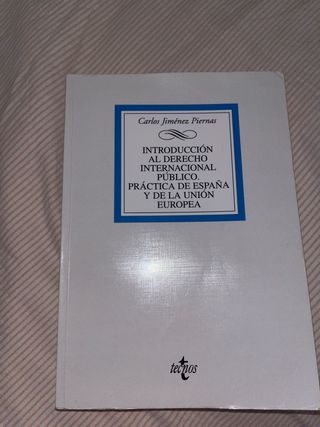 Carlos Jiménez Piernas
INTRODUCCIÓN
AL DERECHO
INTERNACIONAL
PÚBLICO.
PRÁCTICA DE ESPAÑA
Y DE LA UNIÓN
EUROPEA
tecnos